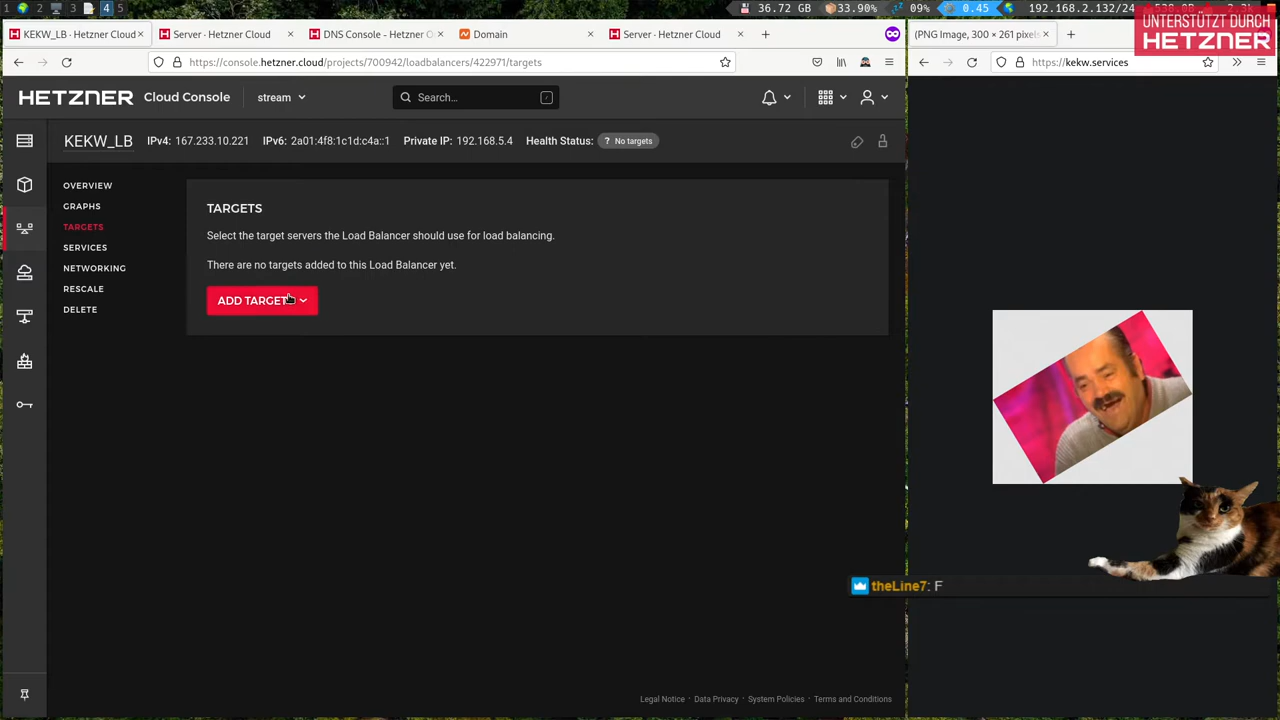 1 2 3 4 5
36.72 GB 33.90% 09% 0.45 192.168.2.132/24
KEKW_LB · Hetzner Cloud
Server · Hetzner Cloud
DNS Console - Hetzner O
Domain
Server · Hetzner Cloud
(PNG Image, 300 × 261 pixels
UNTERSTÜTZT DURCH
HETZNER
https://console.hetzner.cloud/projects/700942/loadbalancers/422971/targets
https://kekw.services
HETZNER Cloud Console
stream
Search…
/
KEKW_LB
IPv4: 167.233.10.221
IPv6: 2a01:4f8:1c1d:c4a::1
Private IP: 192.168.5.4
Health Status: ? No targets
OVERVIEW
GRAPHS
TARGETS
SERVICES
NETWORKING
RESCALE
DELETE
TARGETS
Select the target servers the Load Balancer should use for load balancing.
There are no targets added to this Load Balancer yet.
ADD TARGET
theLine7: F
Legal Notice · Data Privacy · System Policies · Terms and Conditions